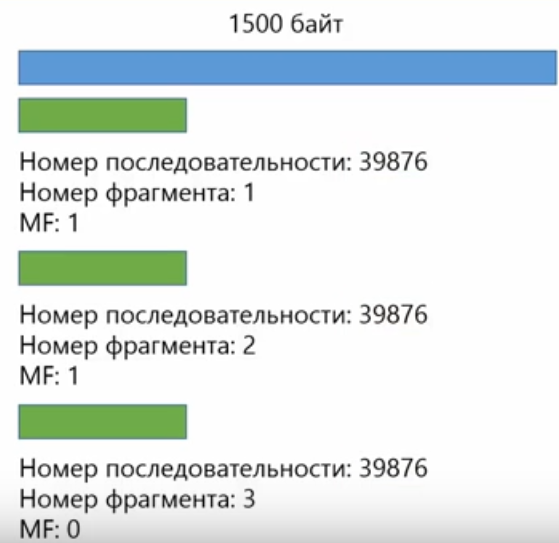 1500 байт
Номер последовательности: 39876
Номер фрагмента: 1
MF: 1
Номер последовательности: 39876
Номер фрагмента: 2
MF: 1
Номер последовательности: 39876
Номер фрагмента: 3
MF: 0